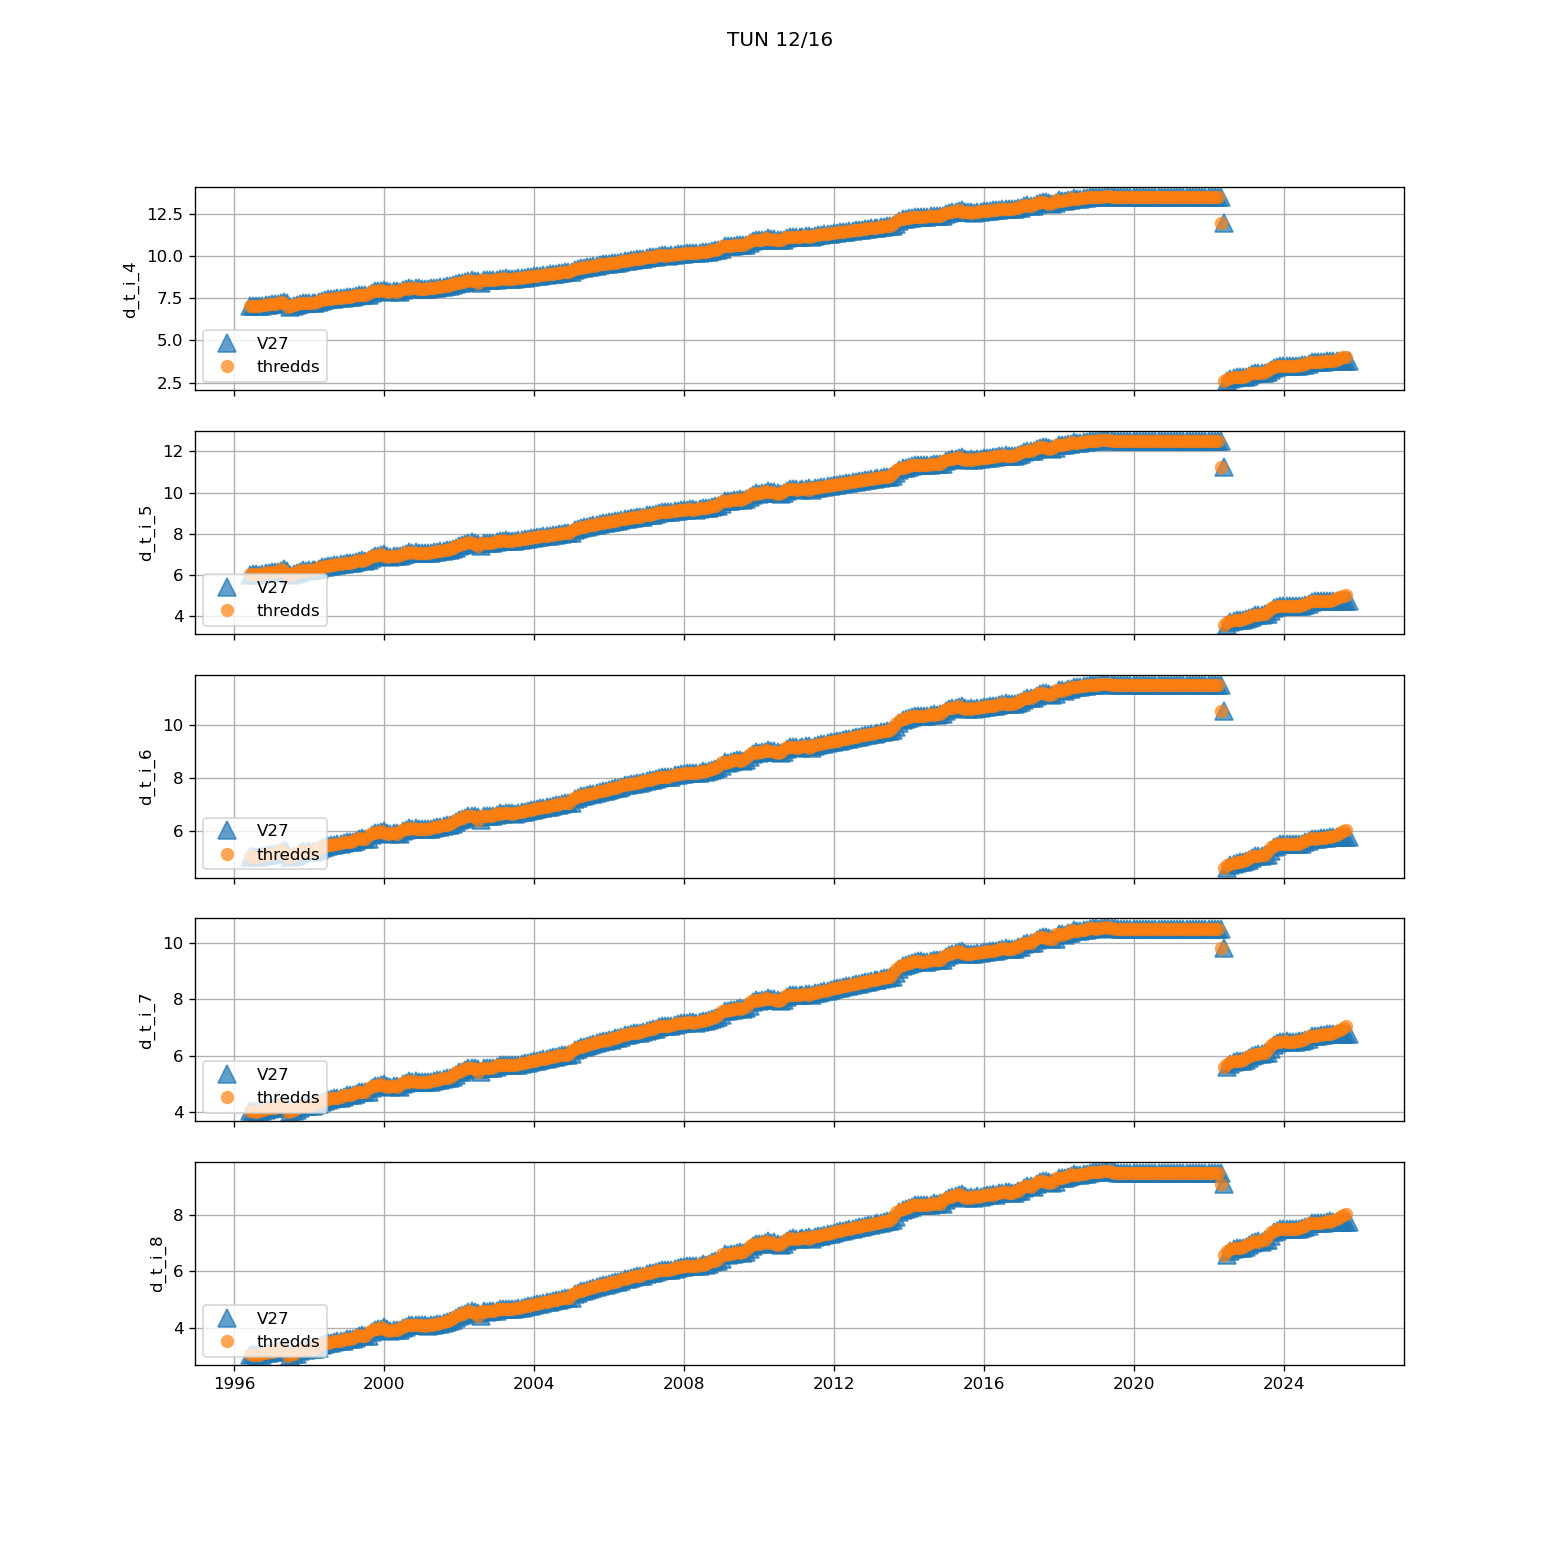 TUN 12/16
12.5
10.0
7.5
5.0
2.5
d_t_i_4
V27
thredds
12
10
8
6
4
d_t_i_5
V27
thredds
10
8
6
d_t_i_6
V27
thredds
10
8
6
4
d_t_i_7
V27
thredds
8
6
4
d_t_i_8
V27
thredds
1996 2000 2004 2008 2012 2016 2020 2024